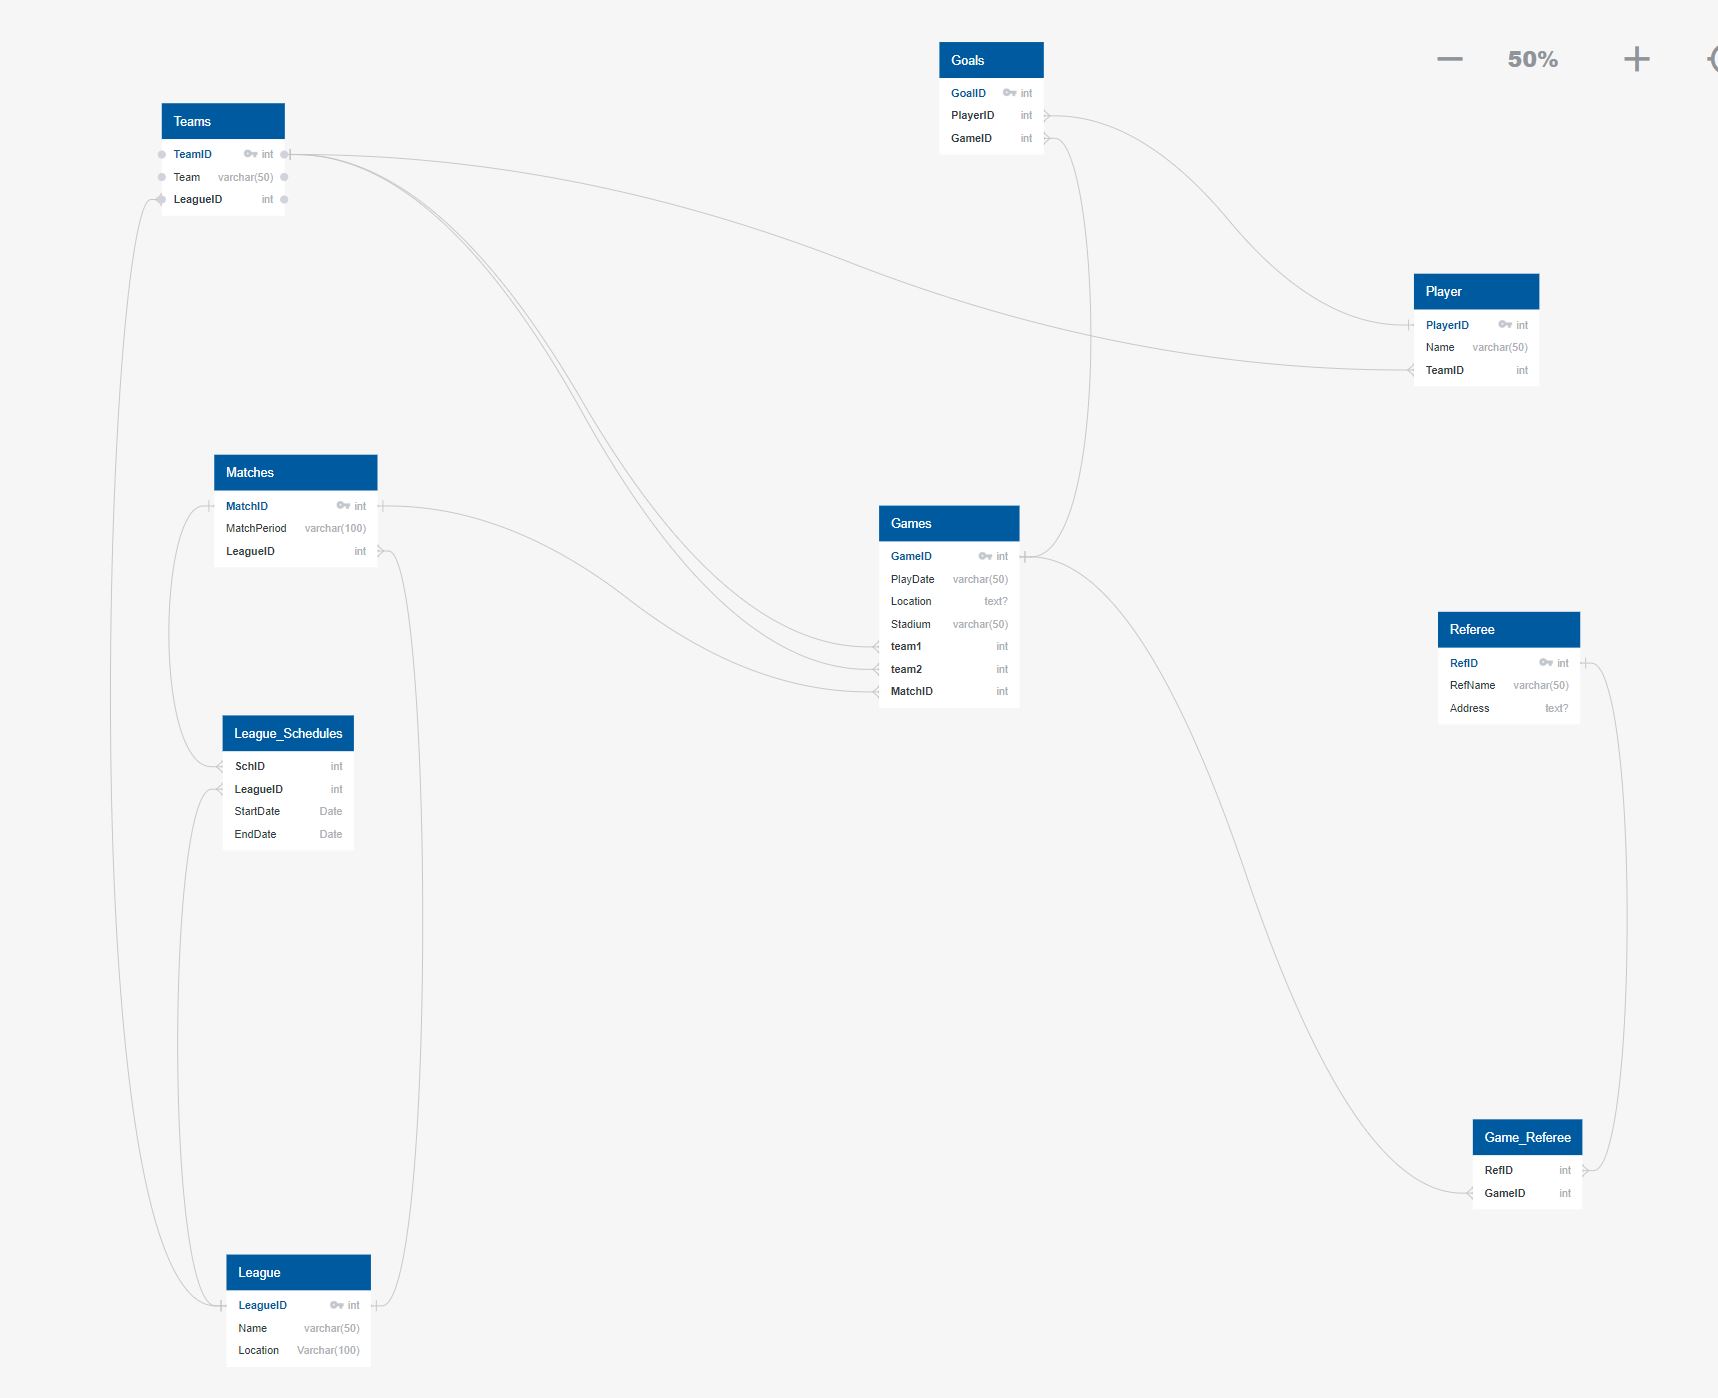 50%
Goals
GoalID int
PlayerID int
GameID int
Teams
TeamID int
Team varchar(50)
LeagueID int
Player
PlayerID int
Name varchar(50)
TeamID int
Matches
MatchID int
MatchPeriod varchar(100)
LeagueID int
Games
GameID int
PlayDate varchar(50)
Location text?
Stadium varchar(50)
team1 int
team2 int
MatchID int
Referee
RefID int
RefName varchar(50)
Address text?
League_Schedules
SchID int
LeagueID int
StartDate Date
EndDate Date
Game_Referee
RefID int
GameID int
League
LeagueID int
Name varchar(50)
Location Varchar(100)